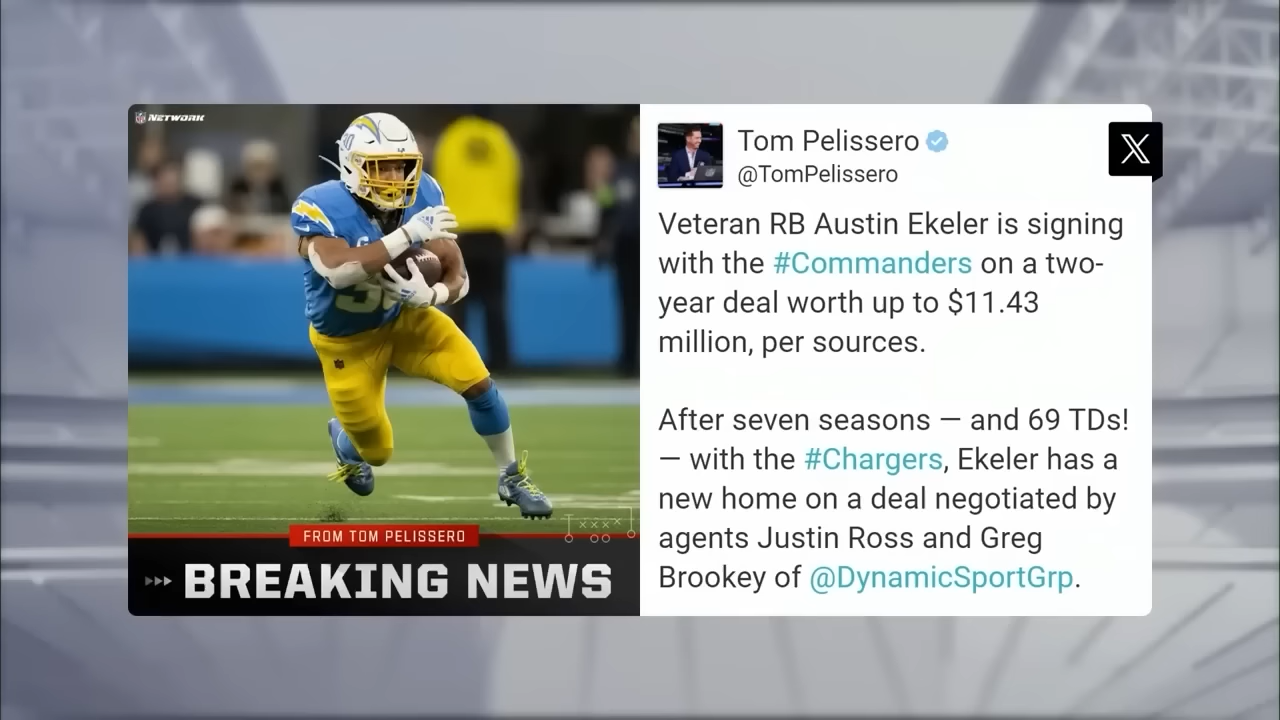 NFL NETWORK
Tom Pelissero
@TomPelissero
X
Veteran RB Austin Ekeler is signing
with the #Commanders on a two-
year deal worth up to $11.43
million, per sources.
After seven seasons — and 69 TDs!
— with the #Chargers, Ekeler has a
new home on a deal negotiated by
agents Justin Ross and Greg
Brookey of @DynamicSportGrp.
FROM TOM PELISSERO
BREAKING NEWS